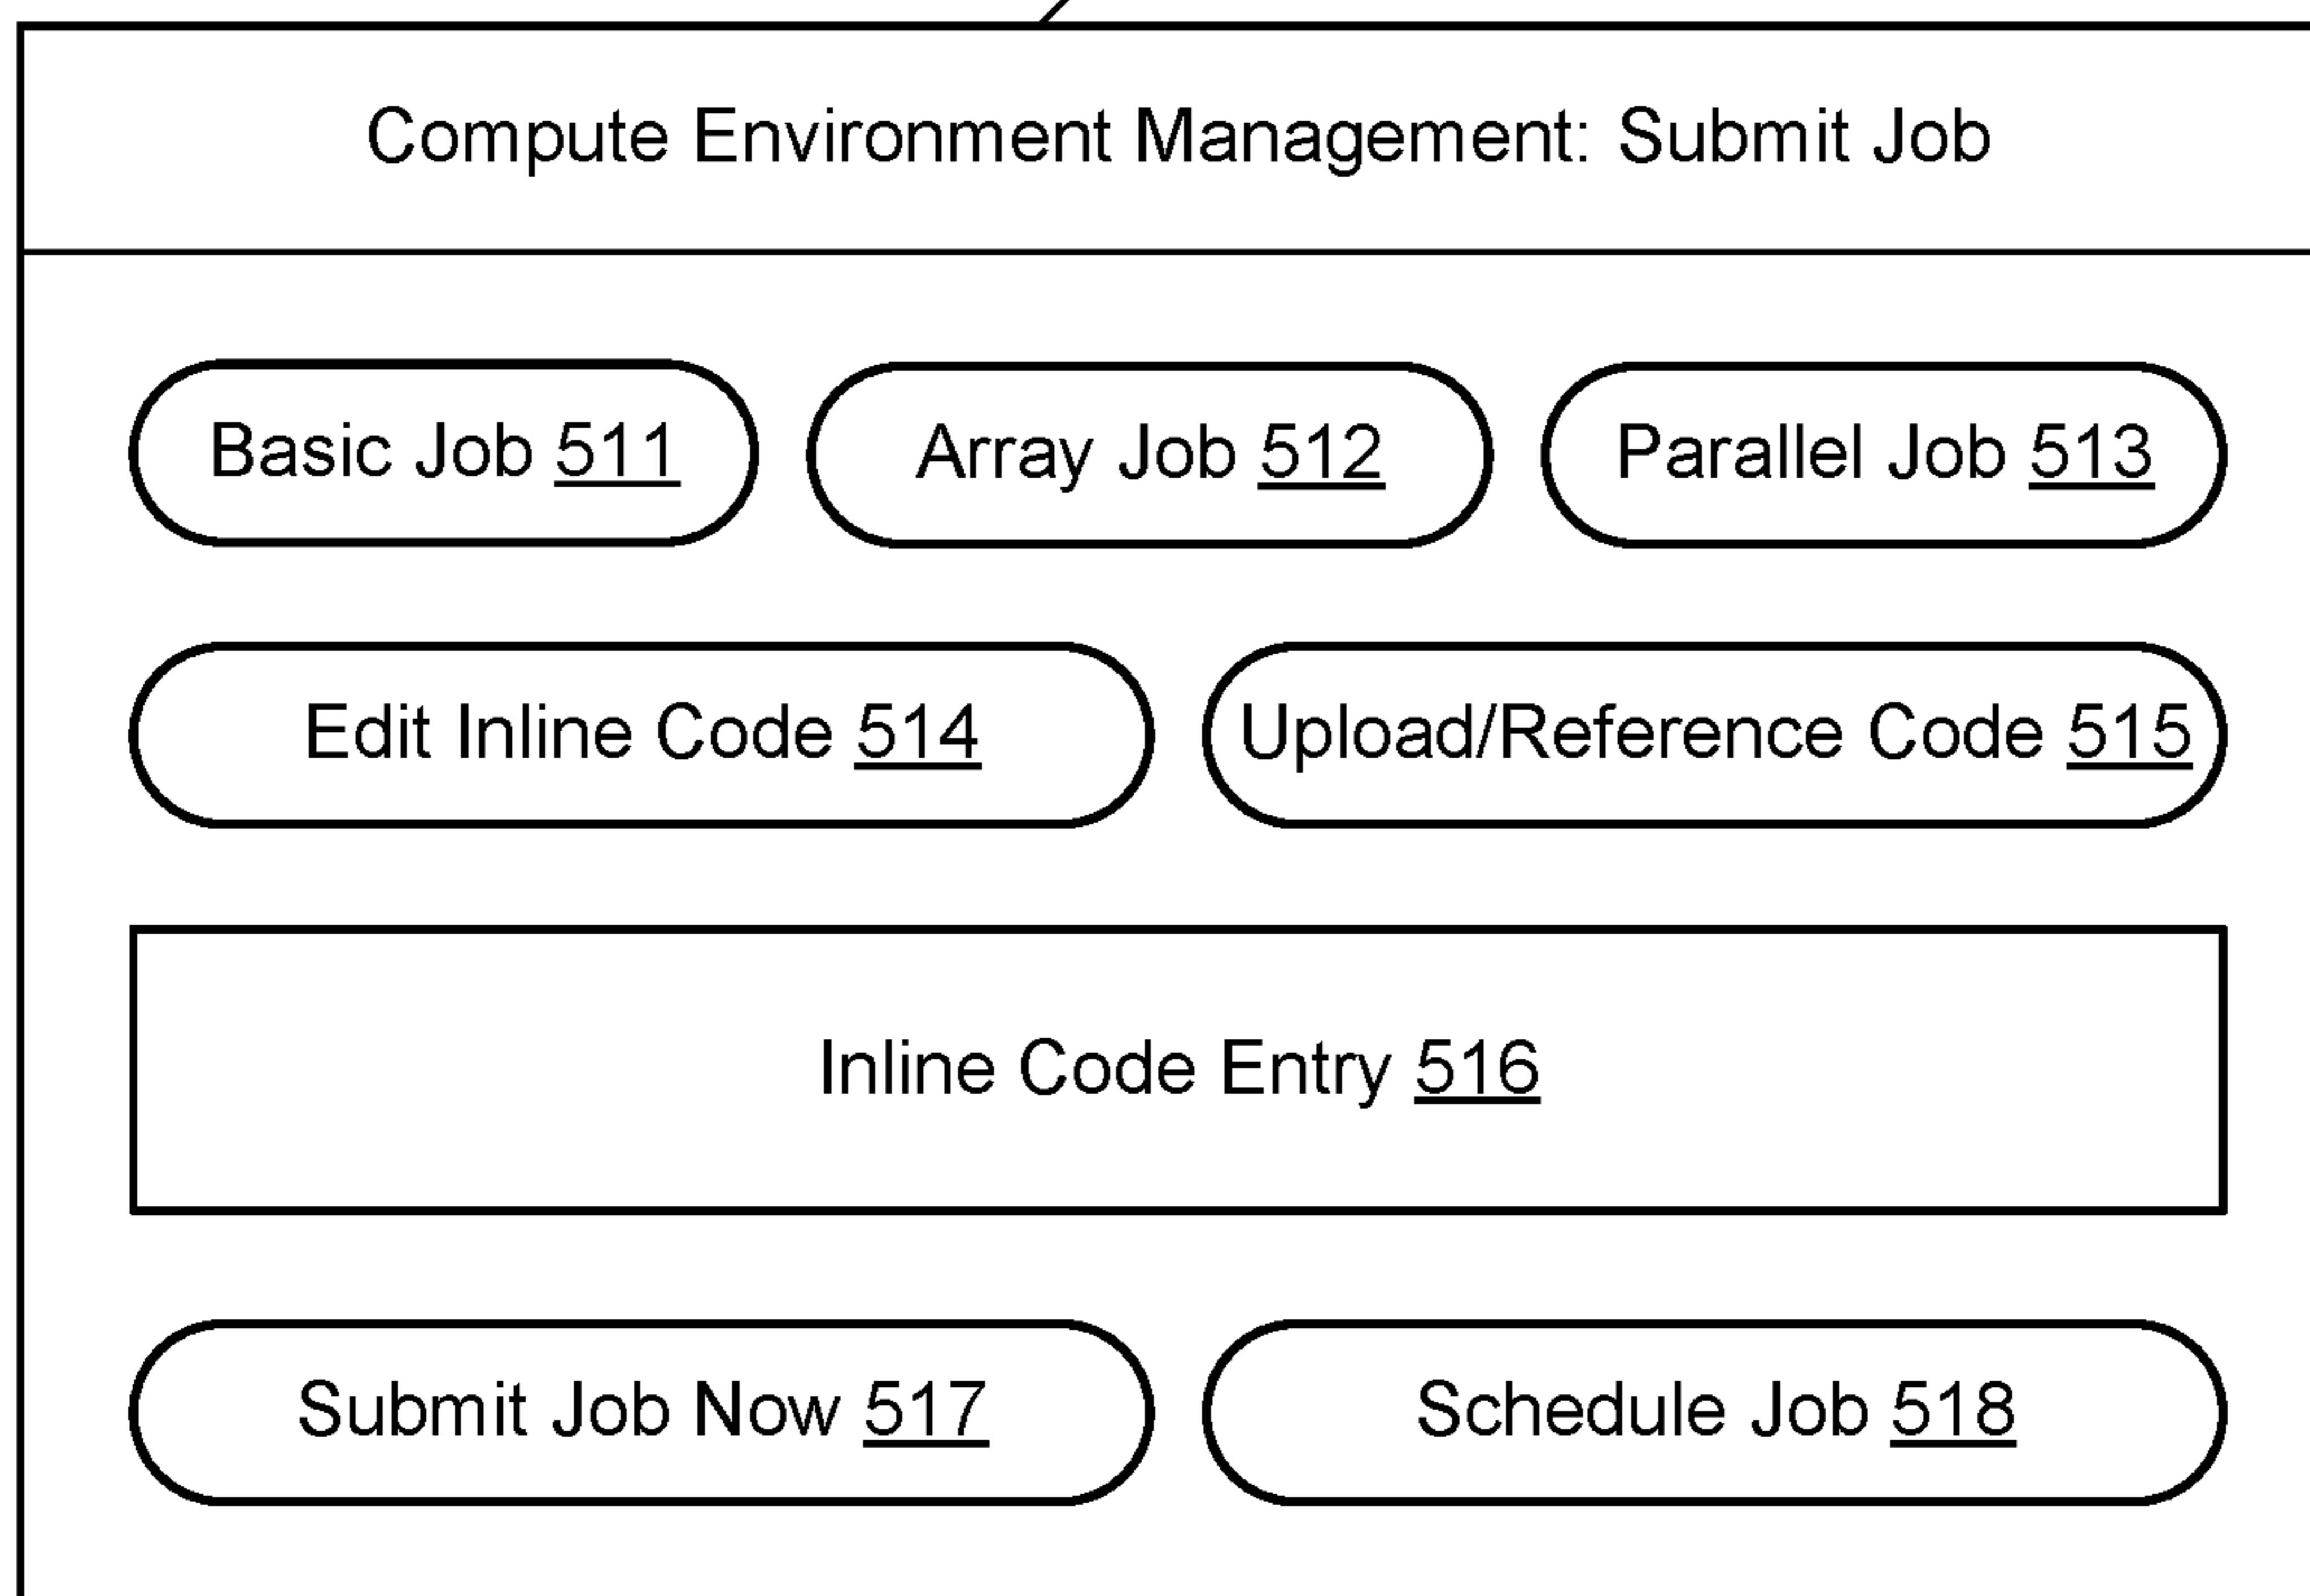 Compute Environment Management: Submit Job
Basic Job 511
Array Job 512
Parallel Job 513
Edit Inline Code 514
Upload/Reference Code 515
Inline Code Entry 516
Submit Job Now 517
Schedule Job 518